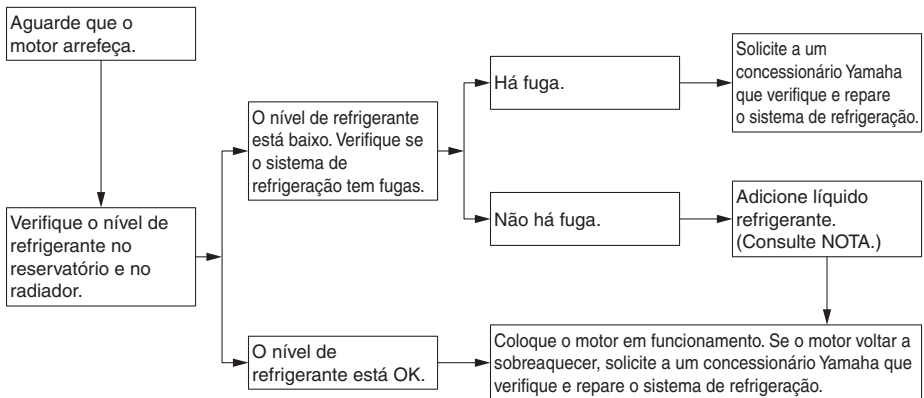 Aguarde que o
motor arrefeça.
Verifique o nível de
refrigerante no
reservatório e no
radiador.
O nível de refrigerante
está baixo. Verifique se
o sistema de
refrigeração tem fugas.
Há fuga.
Solicite a um
concessionário Yamaha
que verifique e repare
o sistema de refrigeração.
Não há fuga.
Adicione líquido
refrigerante.
(Consulte NOTA.)
O nível de
refrigerante está OK.
Coloque o motor em funcionamento. Se o motor voltar a
sobreaquecer, solicite a um concessionário Yamaha que
verifique e repare o sistema de refrigeração.